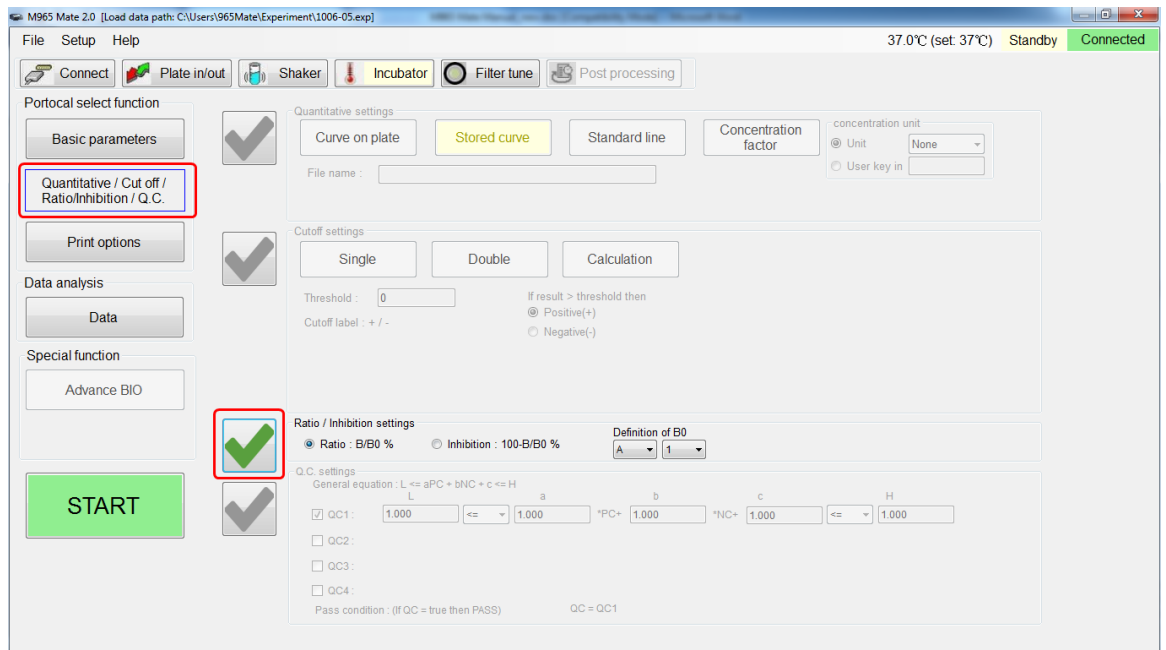 M965 Mate 2.0 [Load data path: C:\Users\965Mate\Experiment\1006-05.exp]
File Setup Help
37.0℃ (set: 37℃) Standby Connected
Connect Plate in/out Shaker Incubator Filter tune Post processing
Portocal select function
Basic parameters
Quantitative / Cut off /
Ratio/Inhibition / Q.C.
Print options
Data analysis
Data
Special function
Advance BIO
START
Quantitative settings
Curve on plate Stored curve Standard line Concentration
factor
concentration unit
Unit None
User key in
File name :
Cutoff settings
Single Double Calculation
Threshold : 0
Cutoff label : + / -
If result > threshold then
Positive(+)
Negative(-)
Ratio / Inhibition settings
Ratio : B/B0 % Inhibition : 100-B/B0 %
Definition of B0
A 1
Q.C. settings
General equation : L <= aPC + bNC + c <= H
L a b c H
QC1 : 1.000 <= 1.000 *PC+ 1.000 *NC+ 1.000 <= 1.000
QC2 :
QC3 :
QC4 :
Pass condition : (If QC = true then PASS) QC = QC1